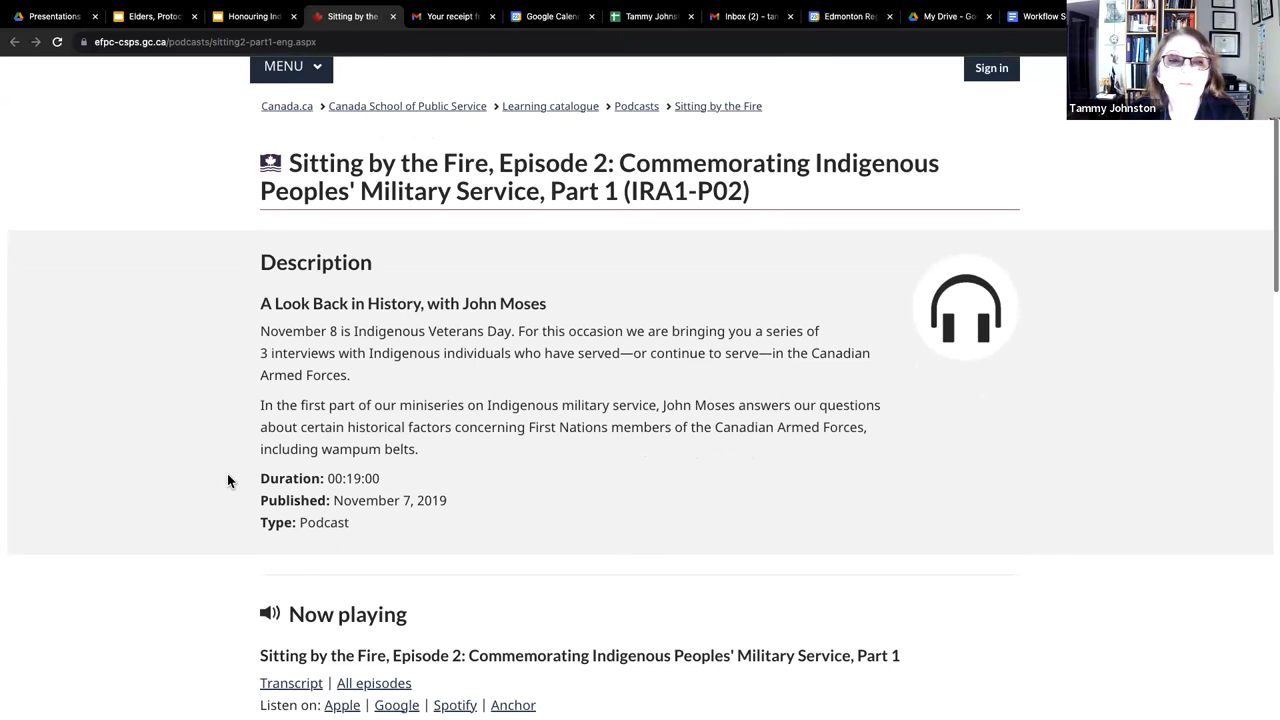 Presentations
Elders, Protoc
Honouring Ind
Sitting by the
Your receipt f
Google Calen
Tammy Johnst
Inbox (2) - tan
Edmonton Re
My Drive - Go
Workflow S
efpc-csps.gc.ca/podcasts/sitting2-part1-eng.aspx
Tammy Johnston
MENU
Sign in
Canada.ca > Canada School of Public Service > Learning catalogue > Podcasts > Sitting by the Fire
Sitting by the Fire, Episode 2: Commemorating Indigenous
Peoples' Military Service, Part 1 (IRA1-P02)
Description
A Look Back in History, with John Moses
November 8 is Indigenous Veterans Day. For this occasion we are bringing you a series of
3 interviews with Indigenous individuals who have served—or continue to serve—in the Canadian
Armed Forces.
In the first part of our miniseries on Indigenous military service, John Moses answers our questions
about certain historical factors concerning First Nations members of the Canadian Armed Forces,
including wampum belts.
Duration: 00:19:00
Published: November 7, 2019
Type: Podcast
Now playing
Sitting by the Fire, Episode 2: Commemorating Indigenous Peoples' Military Service, Part 1
Transcript | All episodes
Listen on: Apple | Google | Spotify | Anchor